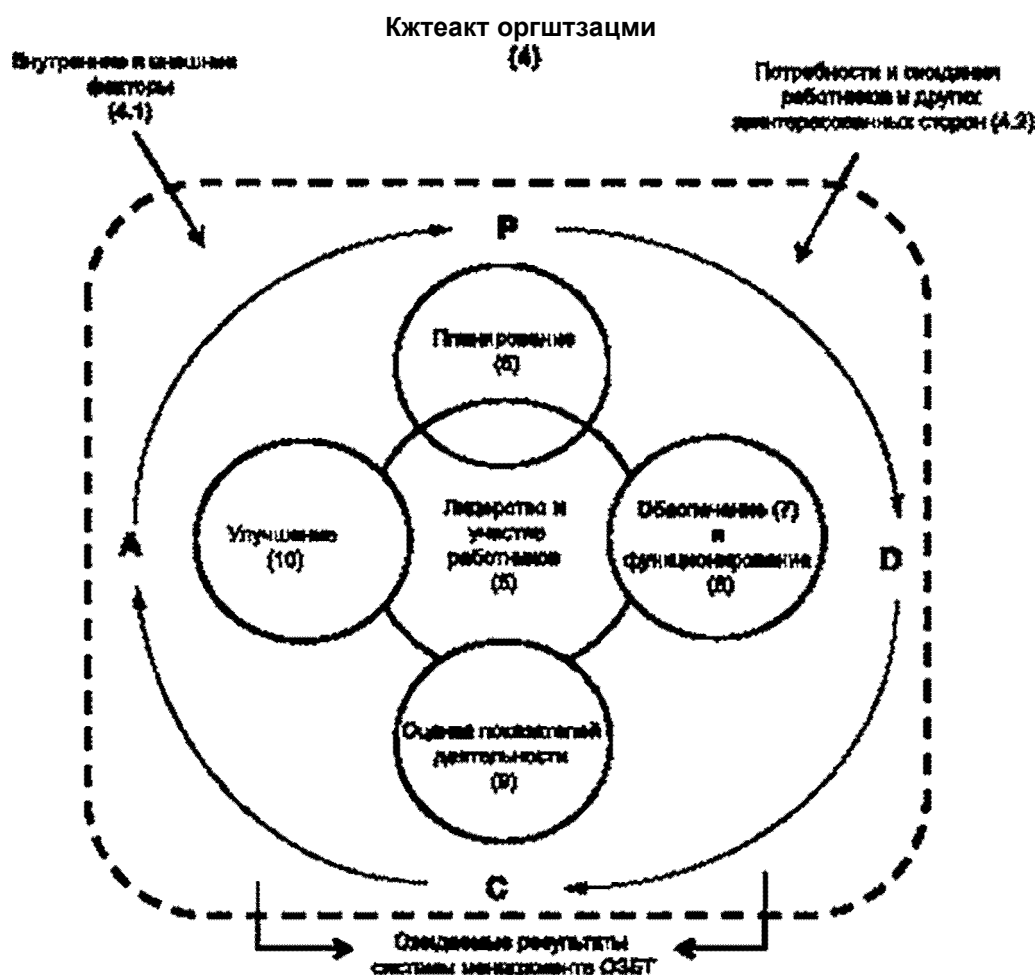 Кжтеакт оргштзацми
(4)
Внутренние и внешние
факторы
(4.1)
Потребности и ожидания
работников и других
заинтересованных сторон (4.2)
P
Планирование
(6)
A
Улучшение
(10)
Лидерство и
участие
работников
(5)
Обеспечение (7)
и
функционирование
(8)
D
Оценка показателей
деятельности
(9)
C
Ожидаемые результаты
системы менеджмента ОЗБТ